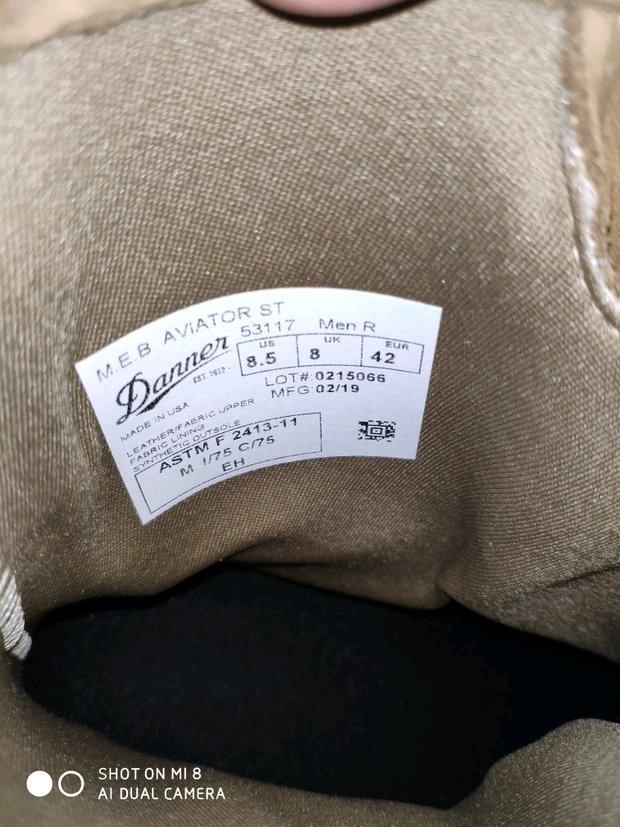 M.E.B AVIATOR ST
53117 Men R
Danner
EST. 1932
US UK EUR
8.5 8 42
LOT#:0215066
MFG:02/19
MADE IN USA
LEATHER/FABRIC UPPER
FABRIC LINING
SYNTHETIC OUTSOLE
ASTM F 2413-11
M I/75 C/75
EH
SHOT ON MI 8
AI DUAL CAMERA